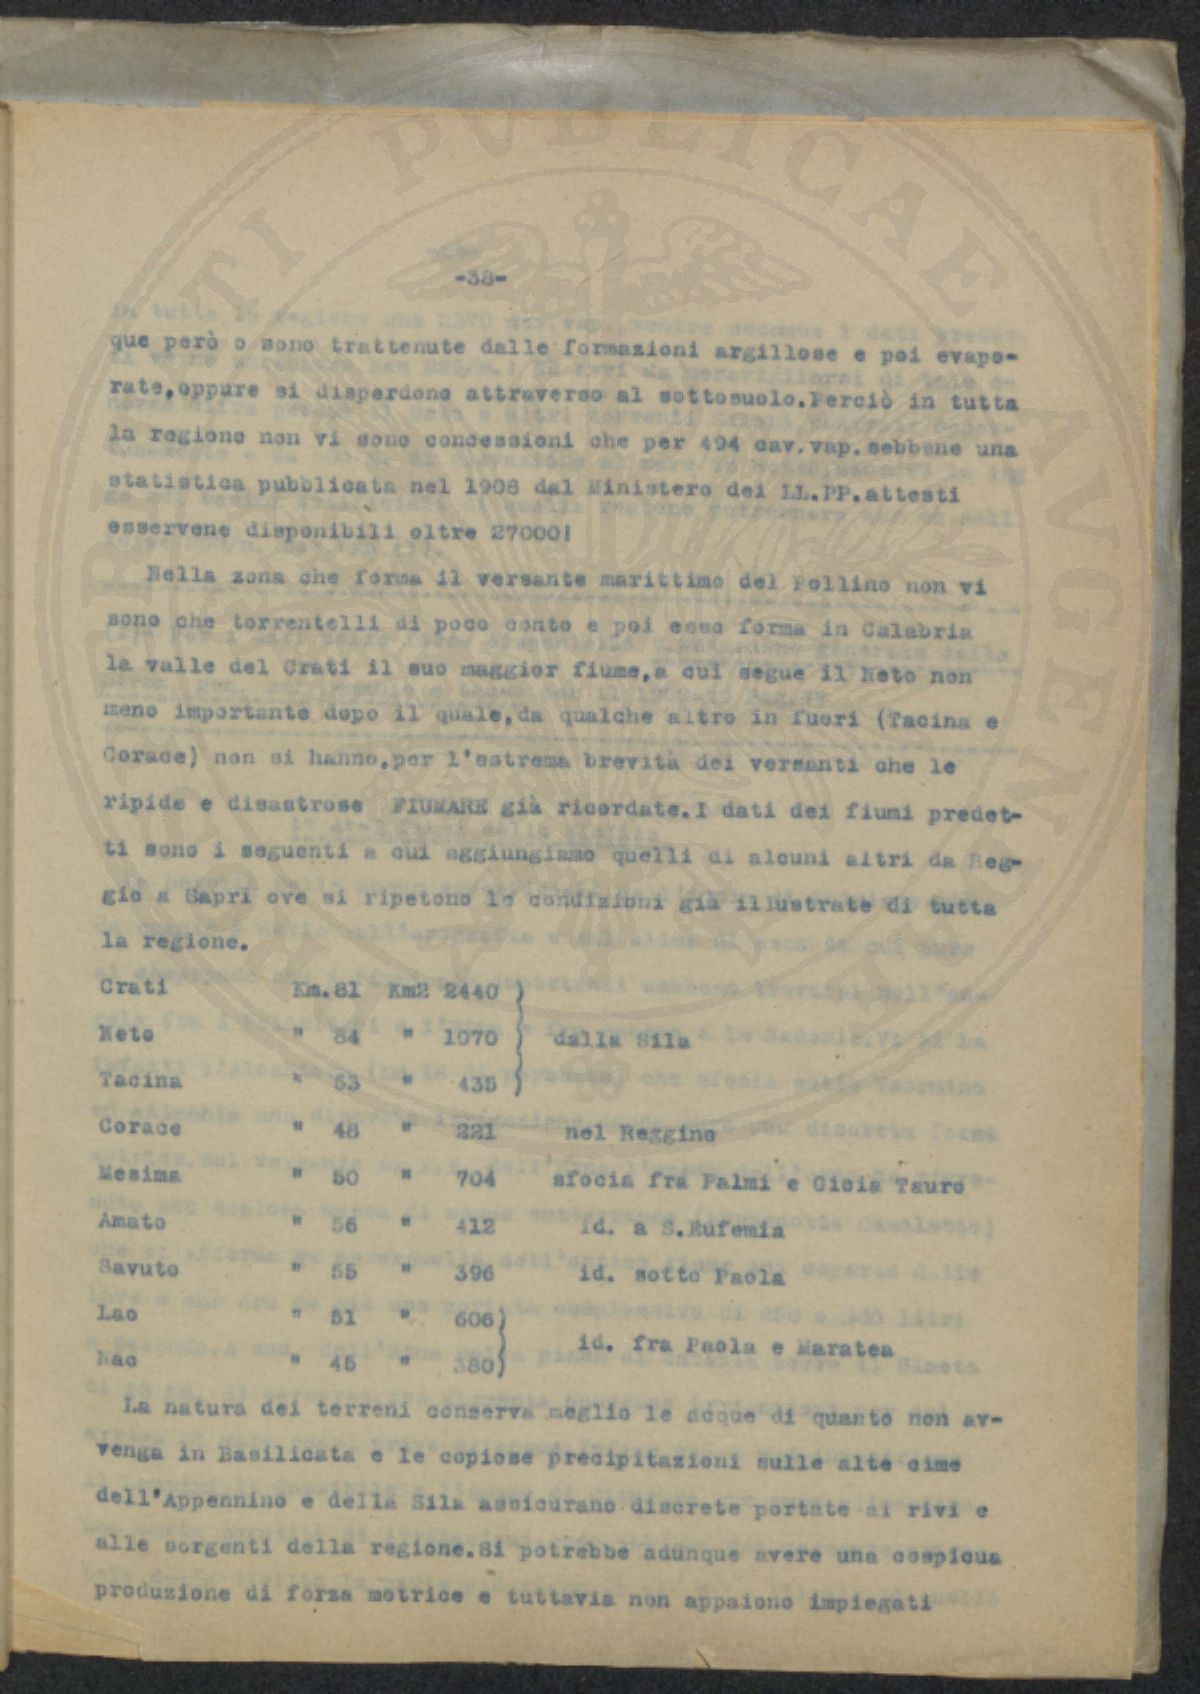 -38-
que però o sono trattenute dalle formazioni argillose e poi evapo-
rate,oppure si disperdono attraverso al sottosuolo.Perciò in tutta
la regione non vi sono concessioni che per 494 cav.vap.sebbene una
statistica pubblicata nel 1908 dal Ministero dei LL.PP.attesti
esservene disponibili oltre 27000!
Nella zona che forma il versante marittimo del Pollino non vi
sono che torrentelli di poco conto e poi esso forma in Calabria
la valle del Crati il suo maggior fiume,a cui segue il Neto non
meno importante dopo il quale,da qualche altro in fuori (Tacina e
Corace) non si hanno,per l'estrema brevità dei versanti che le
ripide e disastrose FIUMARE già ricordate.I dati dei fiumi predet-
ti sono i seguenti a cui aggiungiamo quelli di alcuni altri da Reg-
gio a Sapri ove si ripetono le condizioni già illustrate di tutta
la regione.
Crati Km.81 Km2 2440 }
Neto " 84 " 1070 } dalla Sila
Tacina " 53 " 435 }
Corace " 48 " 221 nel Reggino
Mesima " 50 " 704 sfocia fra Palmi e Gioia Tauro
Amato " 56 " 412 id. a S.Eufemia
Savuto " 55 " 396 id. sotto Paola
Lao " 51 " 606 }
" 45 " 380 } id. fra Paola e Maratea
La natura dei terreni conserva meglio le acque di quanto non av-
venga in Basilicata e le copiose precipitazioni sulle alte cime
dell'Appennino e della Sila assicurano discrete portate ai rivi e
alle sorgenti della regione.Si potrebbe adunque avere una cospicua
produzione di forza motrice e tuttavia non appaiono impiegati